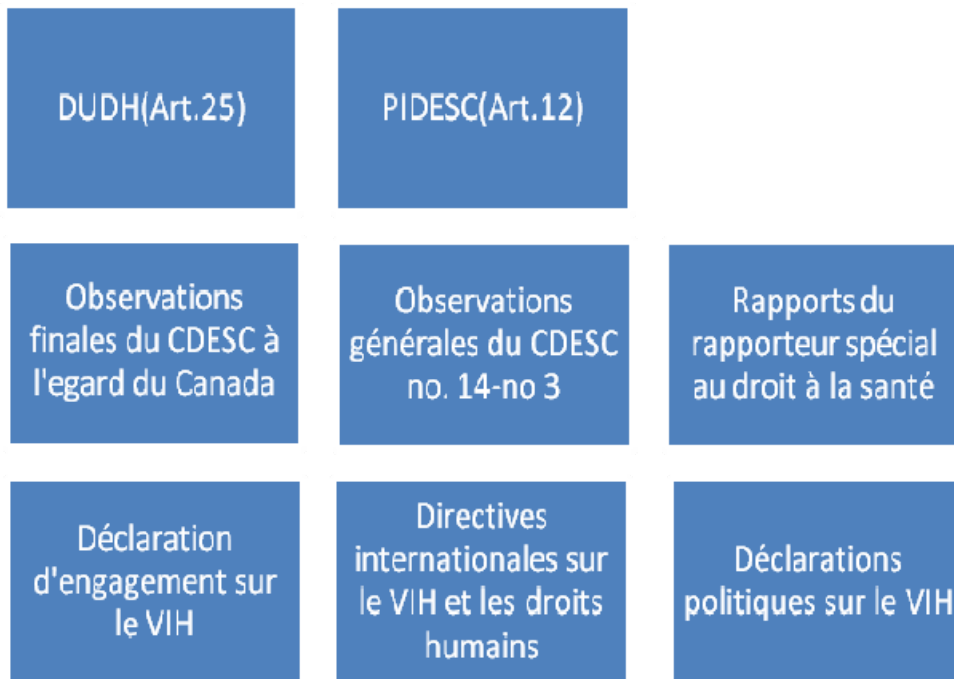 DUDH(Art.25)
PIDESC(Art.12)
Observations
finales du CDESC à
l'egard du Canada
Observations
générales du CDESC
no. 14-no 3
Rapports du
rapporteur spécial
au droit à la santé
Déclaration
d'engagement sur
le VIH
Directives
internationales sur
le VIH et les droits
humains
Déclarations
politiques sur le VIH